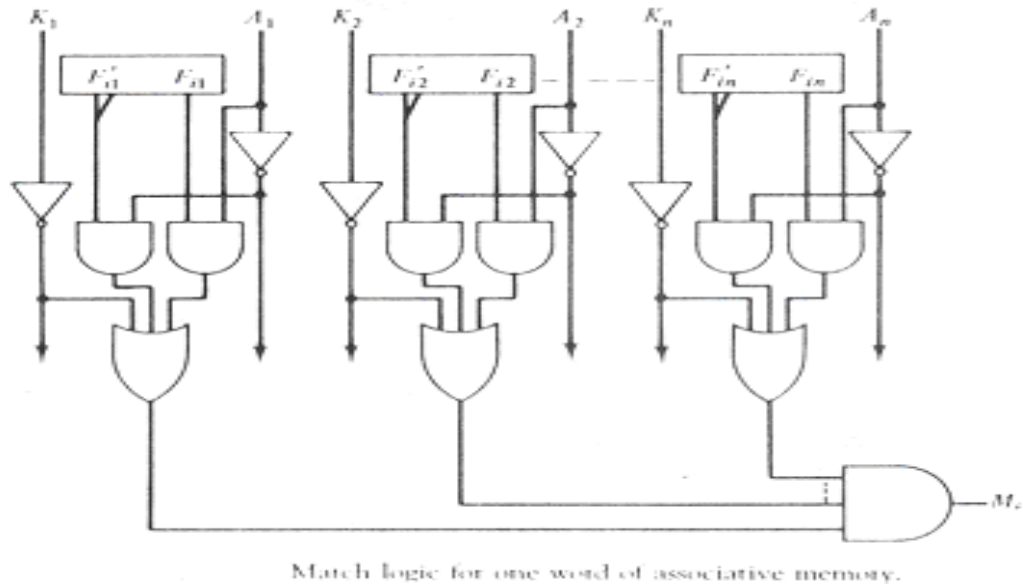 K₁ A₁ K₂ A₂ Kₙ Aₙ
F'ᵢ₁ Fᵢ₁ F'ᵢ₂ Fᵢ₂ F'ᵢₙ Fᵢₙ
Mᵢ
Match logic for one word of associative memory.